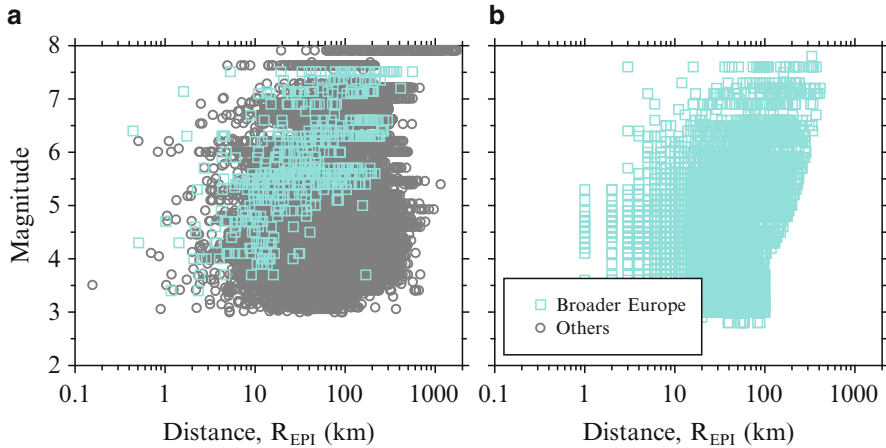 a
b
8
7
6
5
4
3
2
Magnitude
0.1 1 10 100 1000
0.1 1 10 100 1000
Distance, R_EPI (km)
Distance, R_EPI (km)
Broader Europe
Others